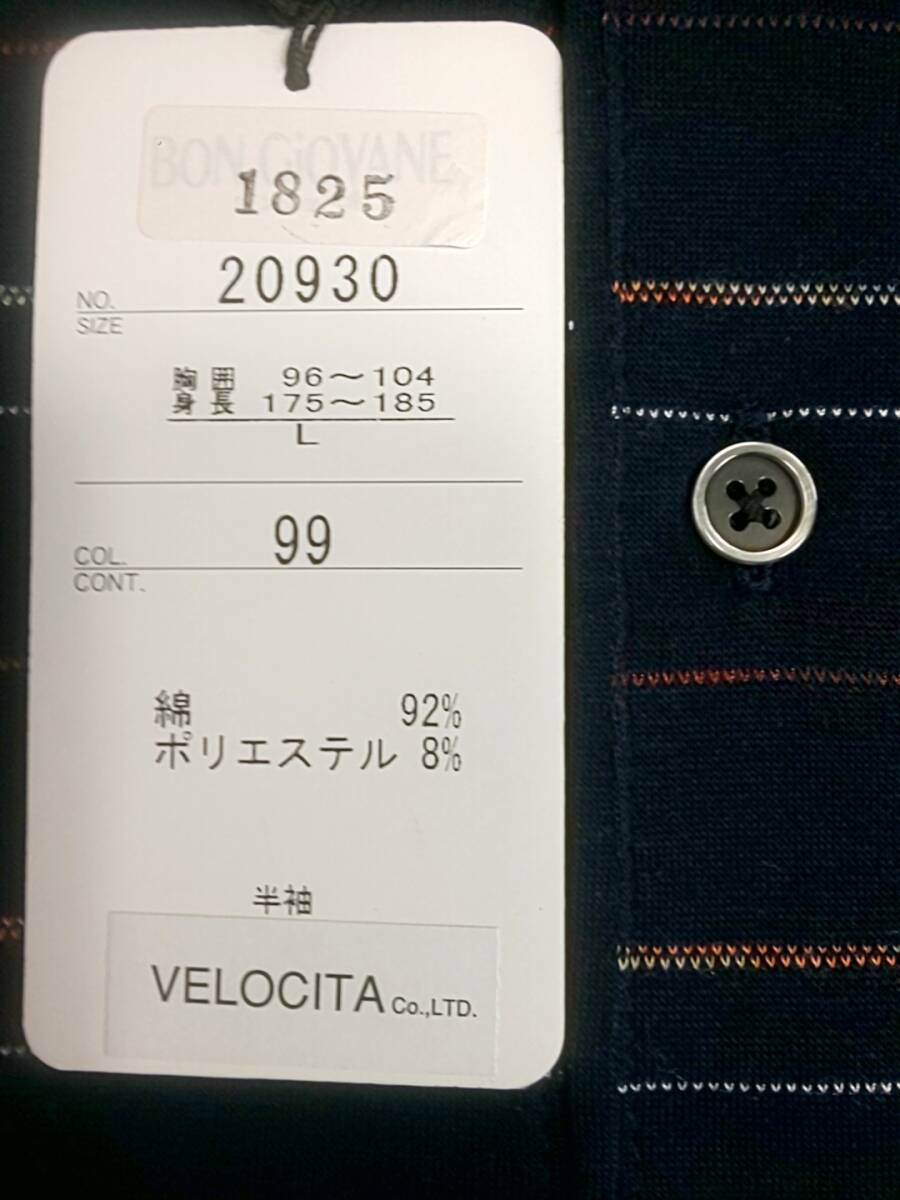 BON GiOVANE
1825
NO. 20930
SIZE
胸囲 96～104
身長 175～185
L
COL. 99
CONT.
綿 92%
ポリエステル 8%
半袖
VELOCITA Co.,LTD.